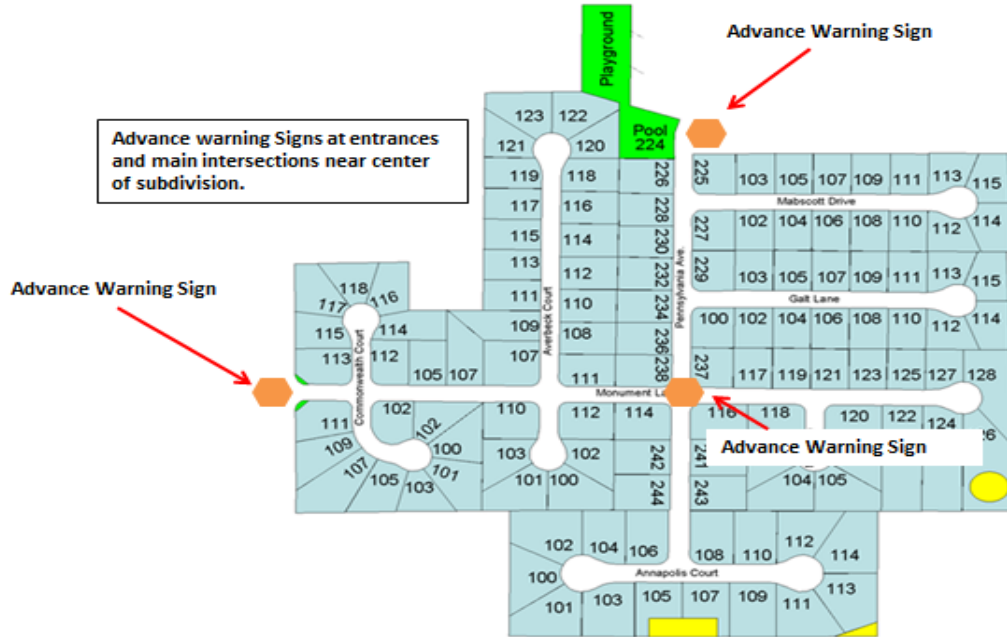 Advance Warning Sign
Playground
Advance warning Signs at entrances
and main intersections near center
of subdivision.
Pool
224
123 122
121 120
119 118
117 116
115 114
113 112
111 110
109 108
107 111
226
228
230
232
234
236
238
225 103 105 107 109 111 113 115
Mabscott Drive
227 102 104 106 108 110 112 114
229 103 105 107 109 111 113 115
Galt Lane
100 102 104 106 108 110 112 114
237 117 119 121 123 125 127 128
Pennsylvania Ave.
Averbeck Court
Advance Warning Sign
118
117 116
115 114
113 112 105 107
Commonwealth Court
Monument
111 102
109 102
107 100
105 103 101
110 112 114 116 118 120 122 124
103 102
101 100
242 241
244 243
Advance Warning Sign
104 105
102 104 106 108 110 112 114
100
Annapolis Court
101 103 105 107 109 111 113